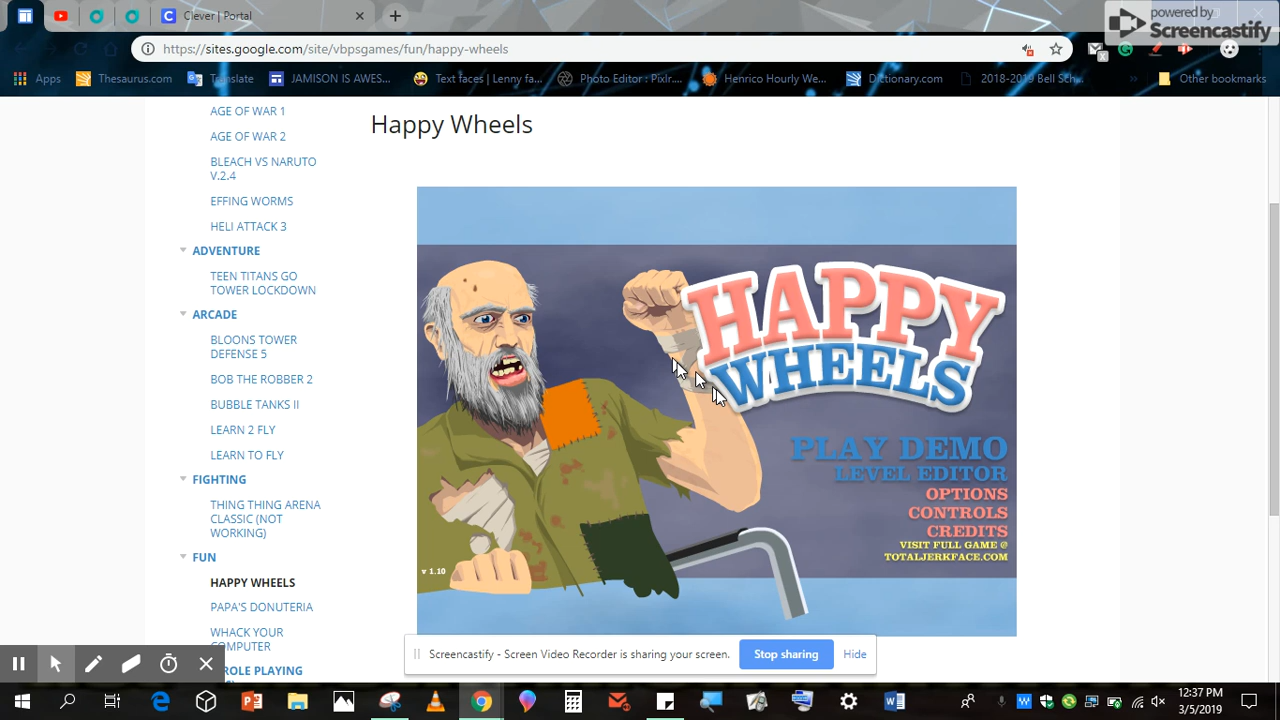 Clever | Portal
powered by
Screencastify
https://sites.google.com/site/vbpsgames/fun/happy-wheels
Apps
Thesaurus.com
Translate
JAMISON IS AWES...
Text faces | Lenny fa...
Photo Editor : Pixlr....
Henrico Hourly We...
Dictionary.com
2018-2019 Bell Sch...
Other bookmarks
AGE OF WAR 1
AGE OF WAR 2
BLEACH VS NARUTO
V.2.4
EFFING WORMS
HELI ATTACK 3
ADVENTURE
TEEN TITANS GO
TOWER LOCKDOWN
ARCADE
BLOONS TOWER
DEFENSE 5
BOB THE ROBBER 2
BUBBLE TANKS II
LEARN 2 FLY
LEARN TO FLY
FIGHTING
THING THING ARENA
CLASSIC (NOT
WORKING)
FUN
HAPPY WHEELS
PAPA'S DONUTERIA
WHACK YOUR
COMPUTER
ROLE PLAYING
Happy Wheels
HAPPY
WHEELS
PLAY DEMO
LEVEL EDITOR
OPTIONS
CONTROLS
CREDITS
VISIT FULL GAME @
TOTALJERKFACE.COM
v 1.10
Screencastify - Screen Video Recorder is sharing your screen.
Stop sharing
Hide
12:37 PM
3/5/2019